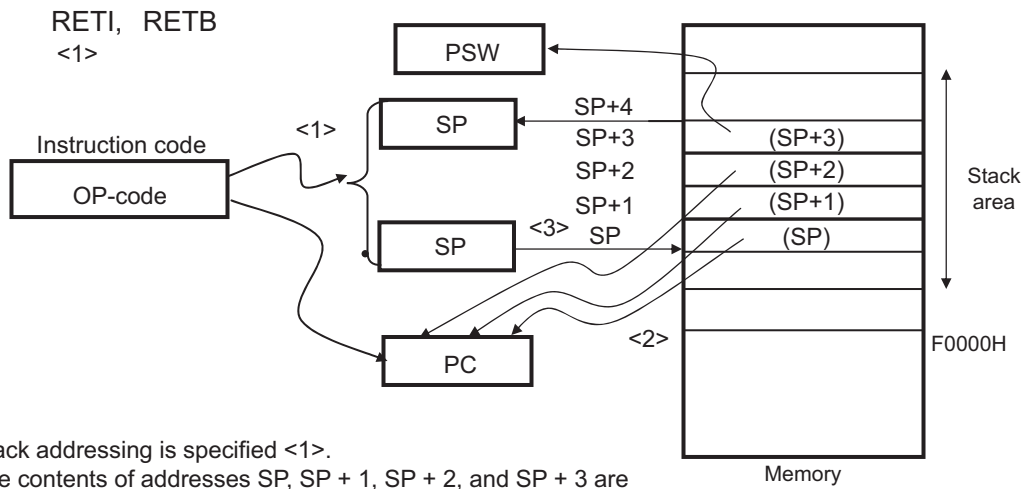 RETI, RETB
<1>
PSW
SP+4
<1>
SP
SP+3
(SP+3)
Instruction code
SP+2
(SP+2)
Stack
area
OP-code
SP+1
(SP+1)
SP
<3>
SP
(SP)
<2>
F0000H
PC
ack addressing is specified <1>.
e contents of addresses SP, SP + 1, SP + 2, and SP + 3 are
Memory